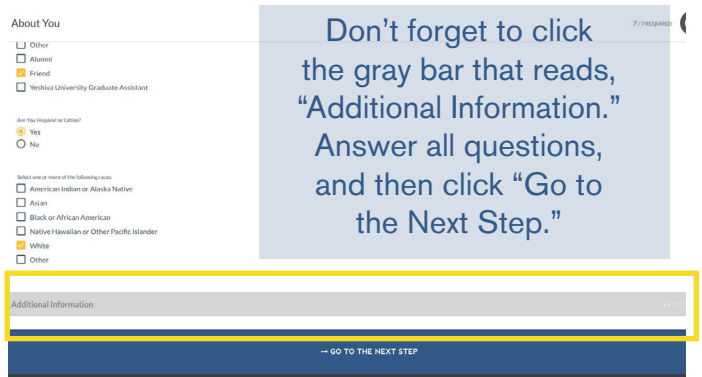 About You
7 / 7 REQUIRED
Don’t forget to click
the gray bar that reads,
“Additional Information.”
Answer all questions,
and then click “Go to
the Next Step.”
Other
Alumni
Friend
Yeshiva University Graduate Assistant
Are You Hispanic or Latino?
Yes
No
Select one or more of the following races:
American Indian or Alaska Native
Asian
Black or African American
Native Hawaiian or Other Pacific Islander
White
Other
Additional Information
→ GO TO THE NEXT STEP